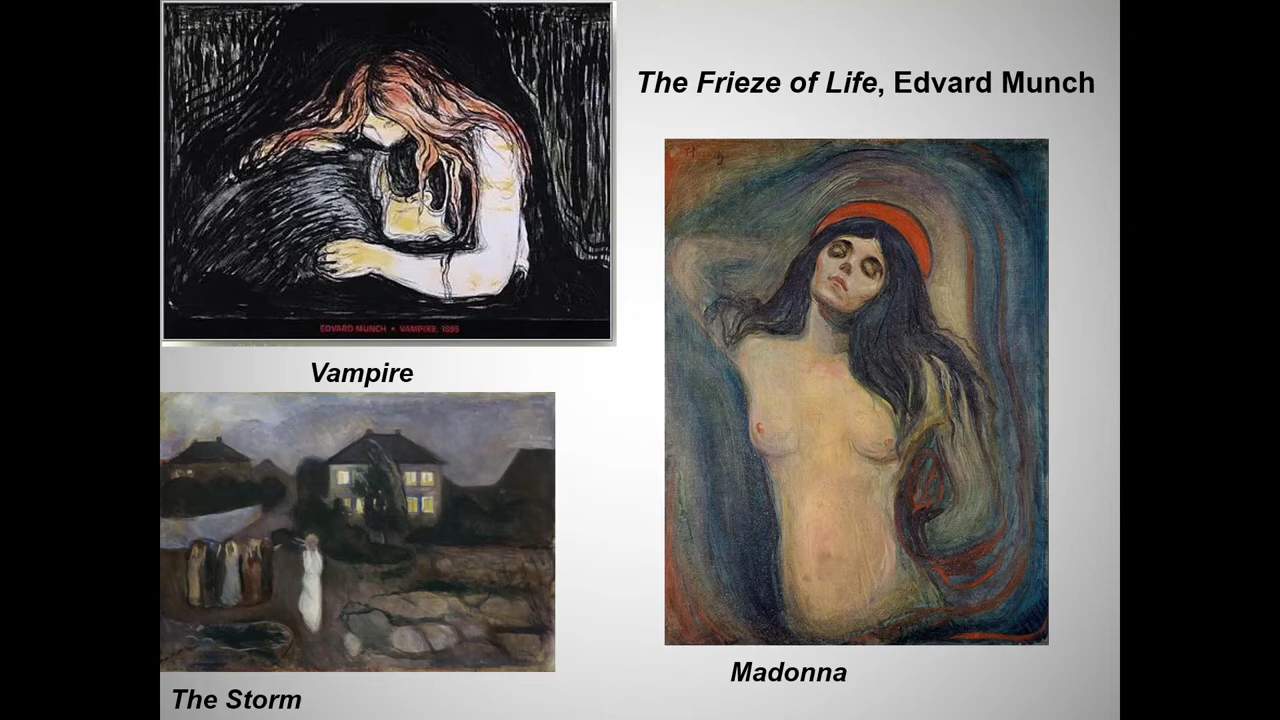 The Frieze of Life, Edvard Munch
EDVARD MUNCH • VAMPIRE, 1895
Vampire
The Storm
Madonna